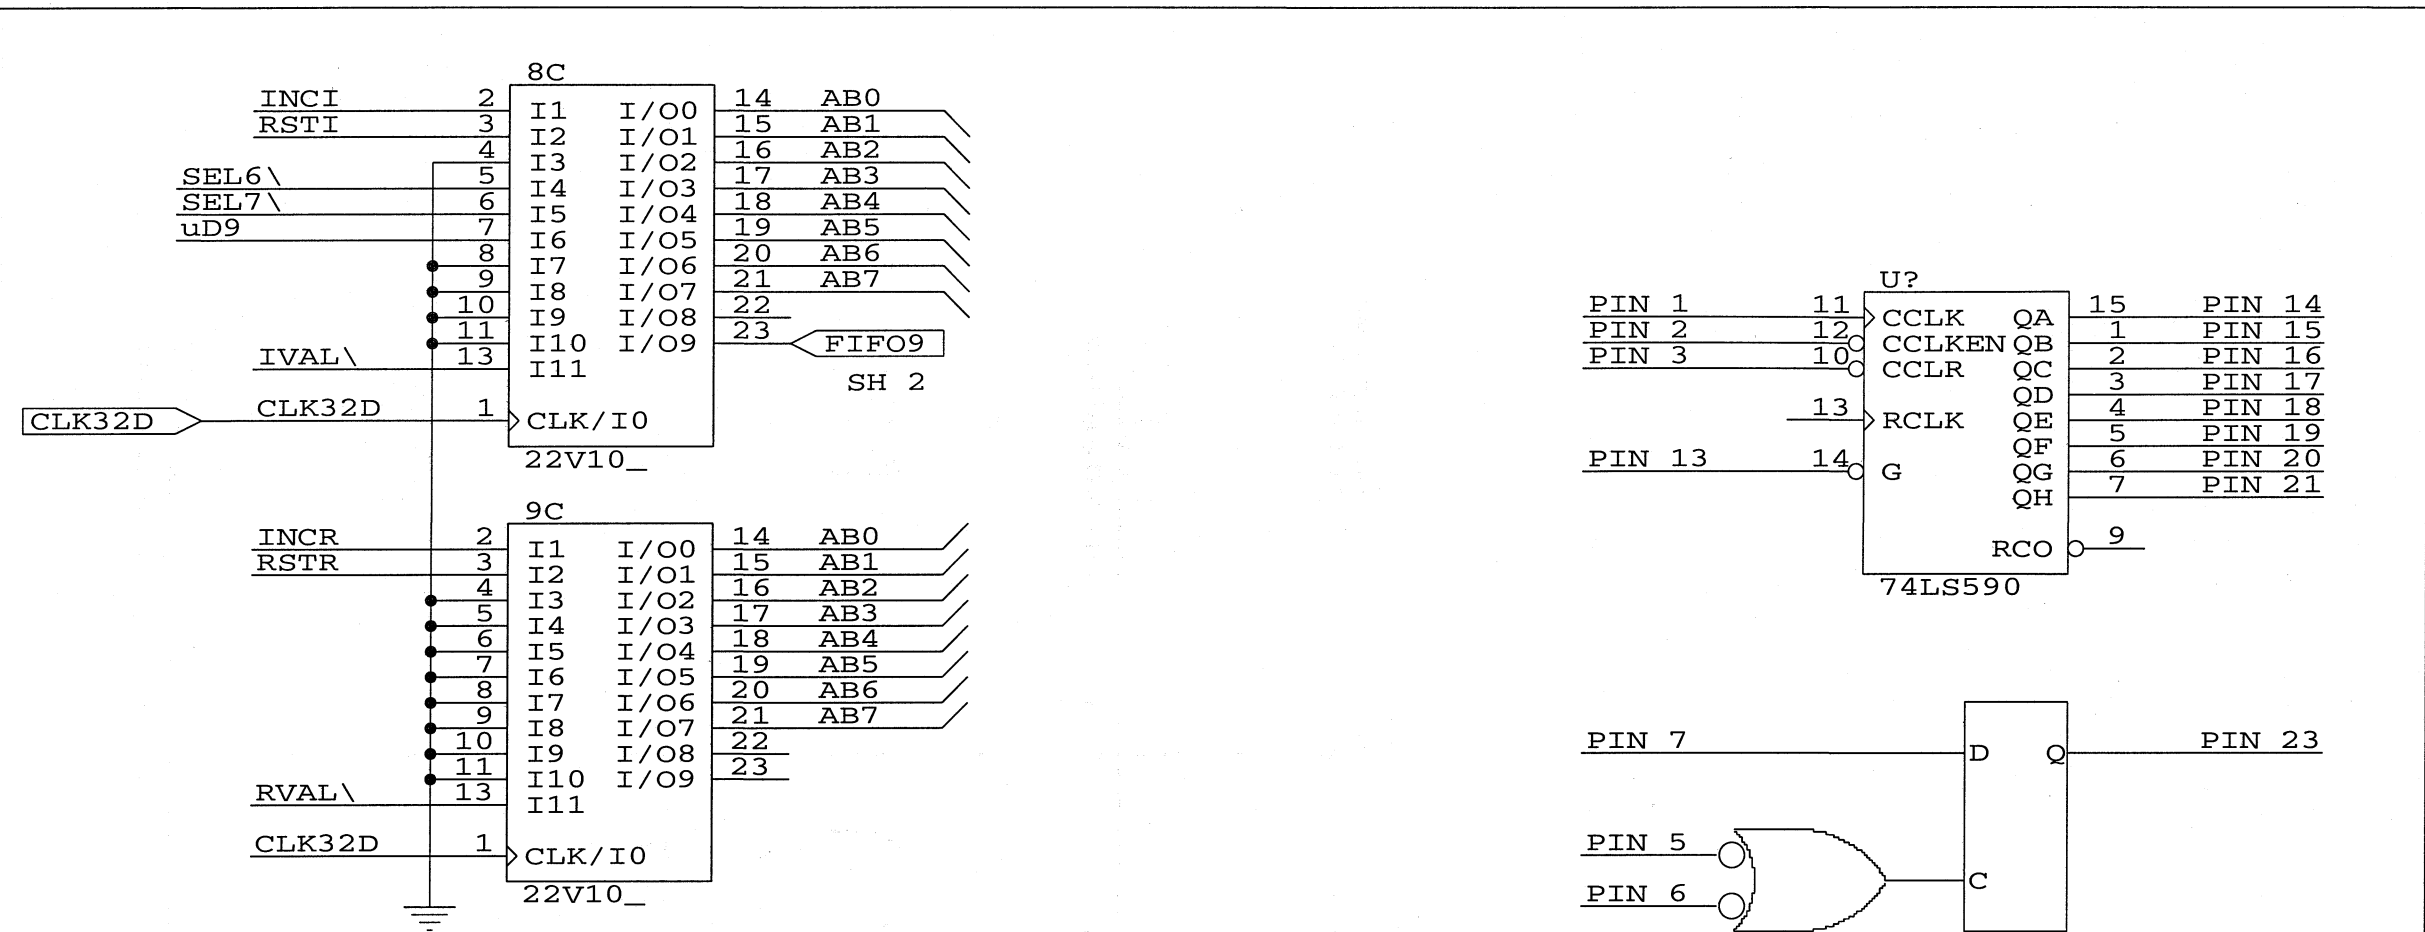 8C
INCI 2 I1 I/O0 14 AB0
RSTI 3 I2 I/O1 15 AB1
4 I3 I/O2 16 AB2
SEL6\ 5 I4 I/O3 17 AB3
SEL7\ 6 I5 I/O4 18 AB4
uD9 7 I6 I/O5 19 AB5
8 I7 I/O6 20 AB6
9 I8 I/O7 21 AB7
10 I9 I/O8 22
11 I10 I/O9 23 FIFO9
IVAL\ 13 I11
SH 2
CLK32D CLK32D 1 CLK/I0
22V10_
9C
INCR 2 I1 I/O0 14 AB0
RSTR 3 I2 I/O1 15 AB1
4 I3 I/O2 16 AB2
5 I4 I/O3 17 AB3
6 I5 I/O4 18 AB4
7 I6 I/O5 19 AB5
8 I7 I/O6 20 AB6
9 I8 I/O7 21 AB7
10 I9 I/O8 22
11 I10 I/O9 23
RVAL\ 13 I11
CLK32D 1 CLK/I0
22V10_
U?
PIN 1 11 CCLK QA 15 PIN 14
PIN 2 12 CCLKEN QB 1 PIN 15
PIN 3 10 CCLR QC 2 PIN 16
QD 3 PIN 17
13 RCLK QE 4 PIN 18
QF 5 PIN 19
PIN 13 14 G QG 6 PIN 20
QH 7 PIN 21
RCO 9
74LS590
PIN 7 D Q PIN 23
PIN 5
C
PIN 6